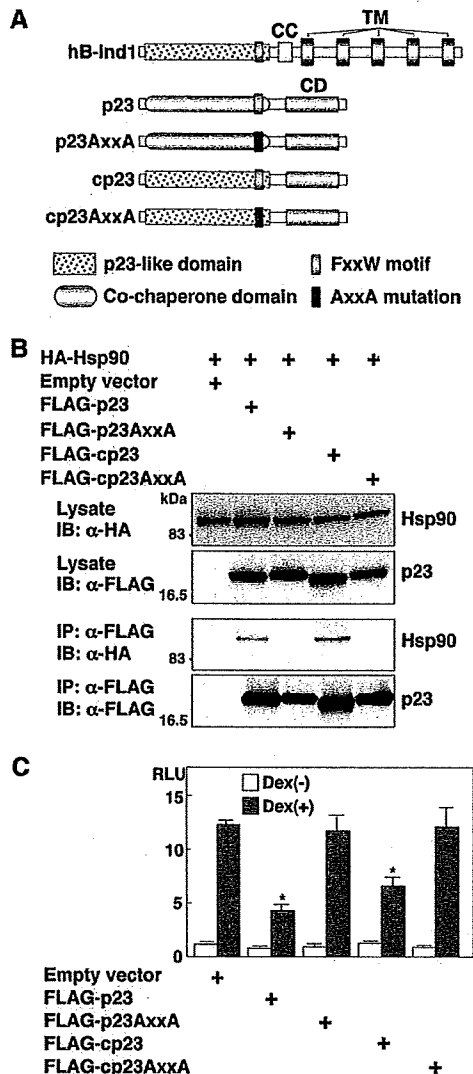 A
TM
CC
hB-Ind1
CD
p23
p23AxxA
cp23
cp23AxxA
p23-like domain
FxxW motif
Co-chaperone domain
AxxA mutation
B
HA-Hsp90 + + + + +
Empty vector +
FLAG-p23 +
FLAG-p23AxxA +
FLAG-cp23 +
FLAG-cp23AxxA +
kDa
Lysate
IB: α-HA
83
Hsp90
Lysate
IB: α-FLAG
16.5
p23
IP: α-FLAG
IB: α-HA
83
Hsp90
IP: α-FLAG
IB: α-FLAG
16.5
p23
C
RLU
15
10
5
0
Dex(-)
Dex(+)
* *
Empty vector +
FLAG-p23 +
FLAG-p23AxxA +
FLAG-cp23 +
FLAG-cp23AxxA +